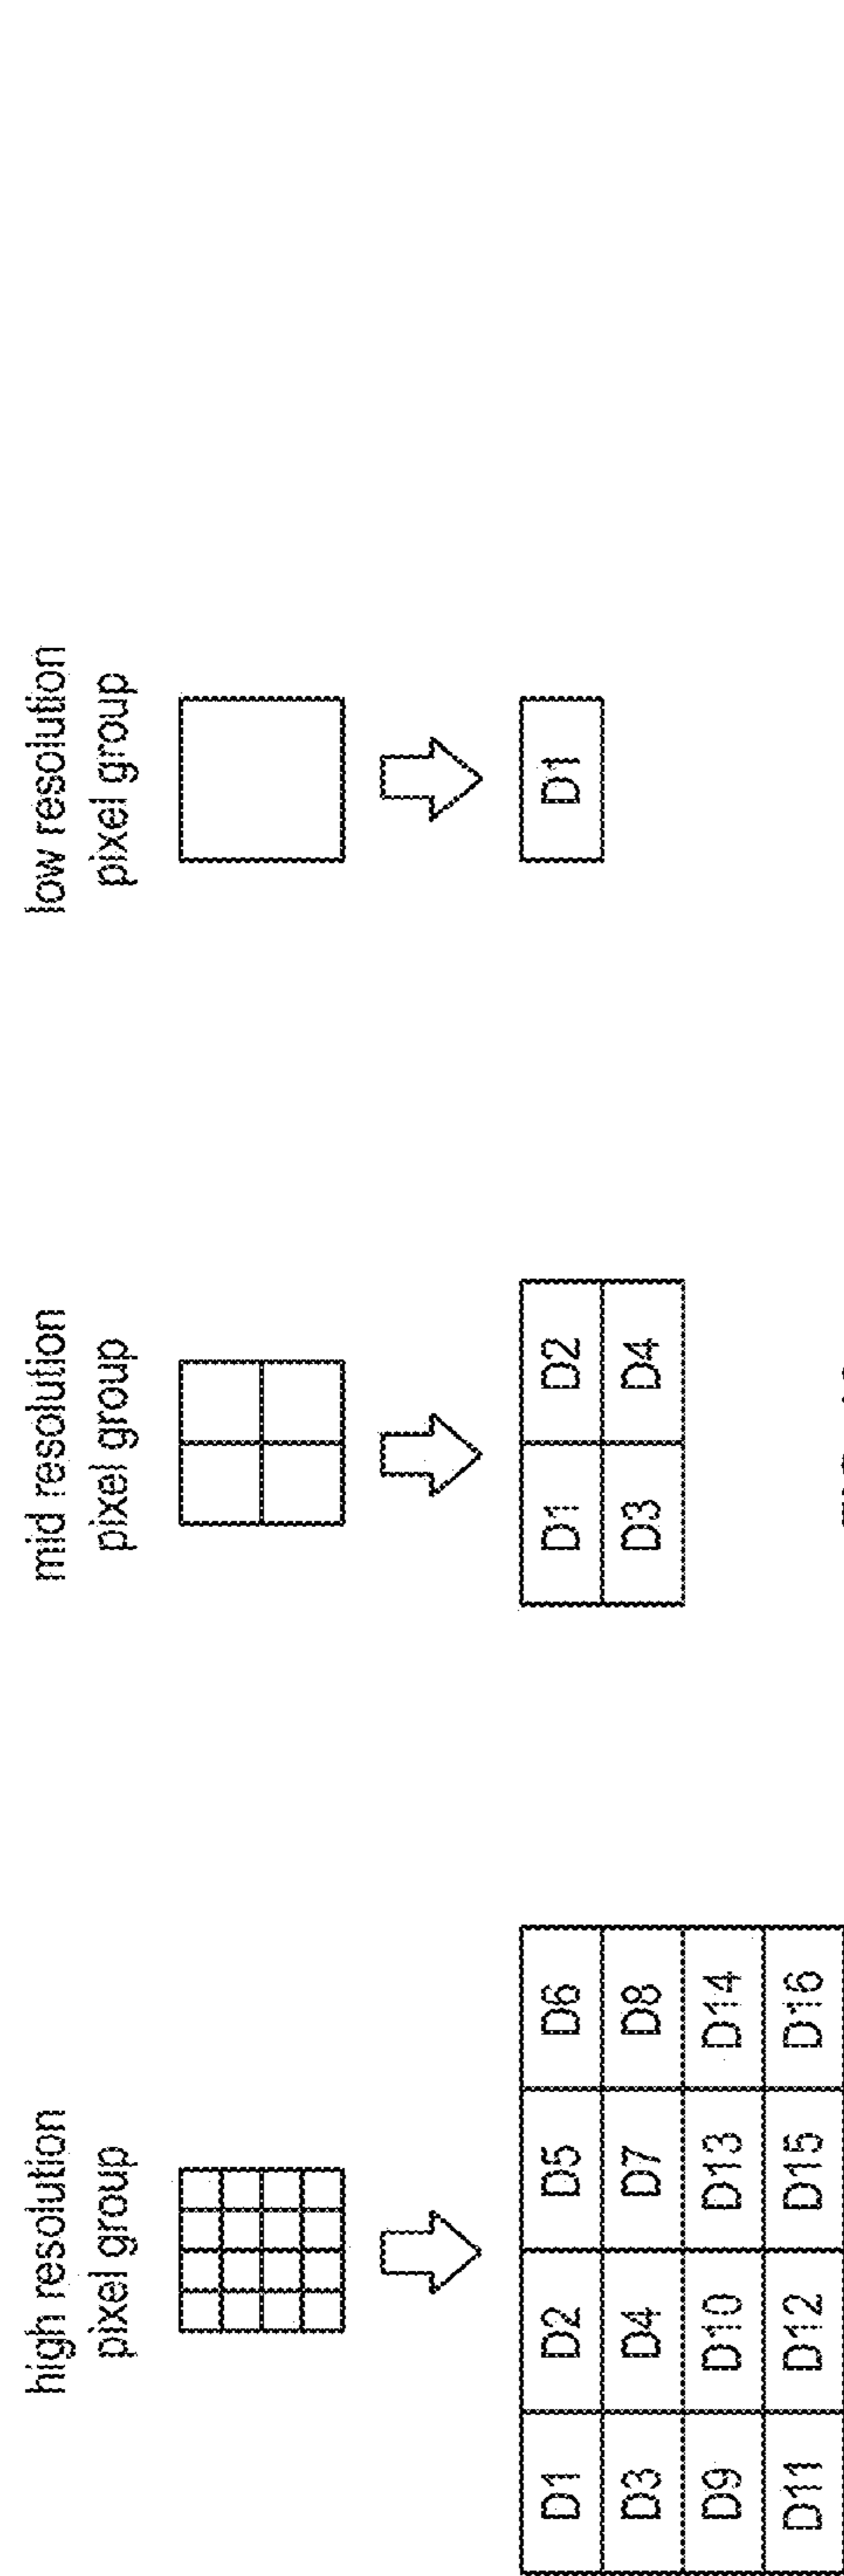 high resolution
pixel group
D1 D2 D5 D6
D3 D4 D7 D8
D9 D10 D13 D14
D11 D12 D15 D16
mid resolution
pixel group
D1 D2
D3 D4
low resolution
pixel group
D1